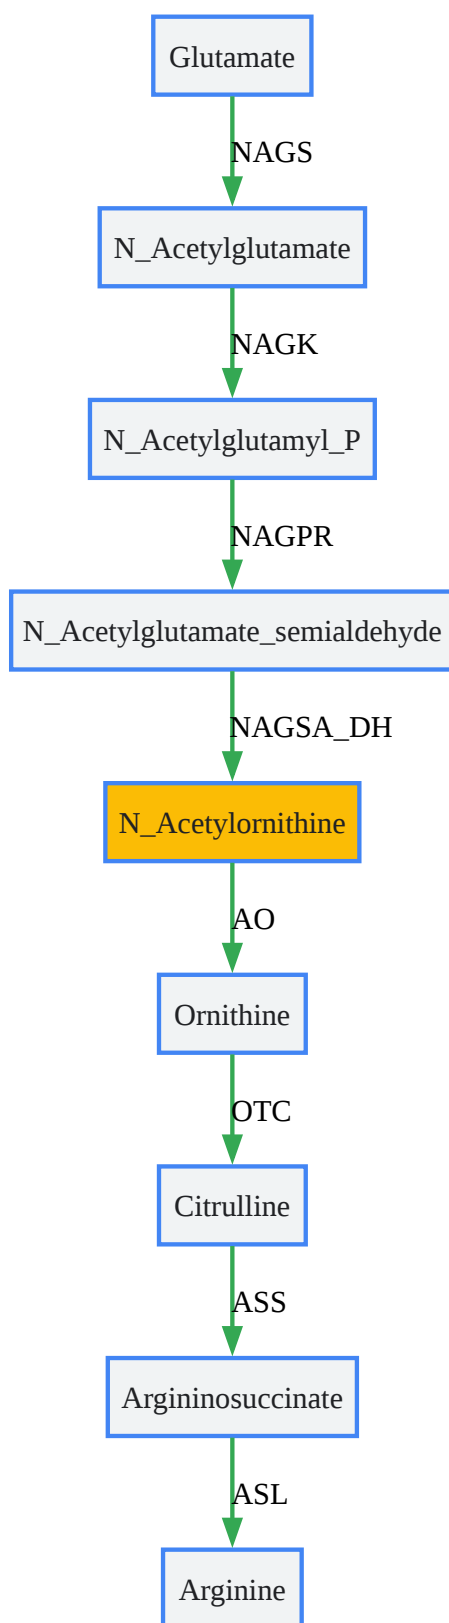 Glutamate
NAGS
N_Acetylglutamate
NAGK
N_Acetylglutamyl_P
NAGPR
N_Acetylglutamate_semialdehyde
NAGSA_DH
N_Acetylornithine
AO
Ornithine
OTC
Citrulline
ASS
Argininosuccinate
ASL
Arginine